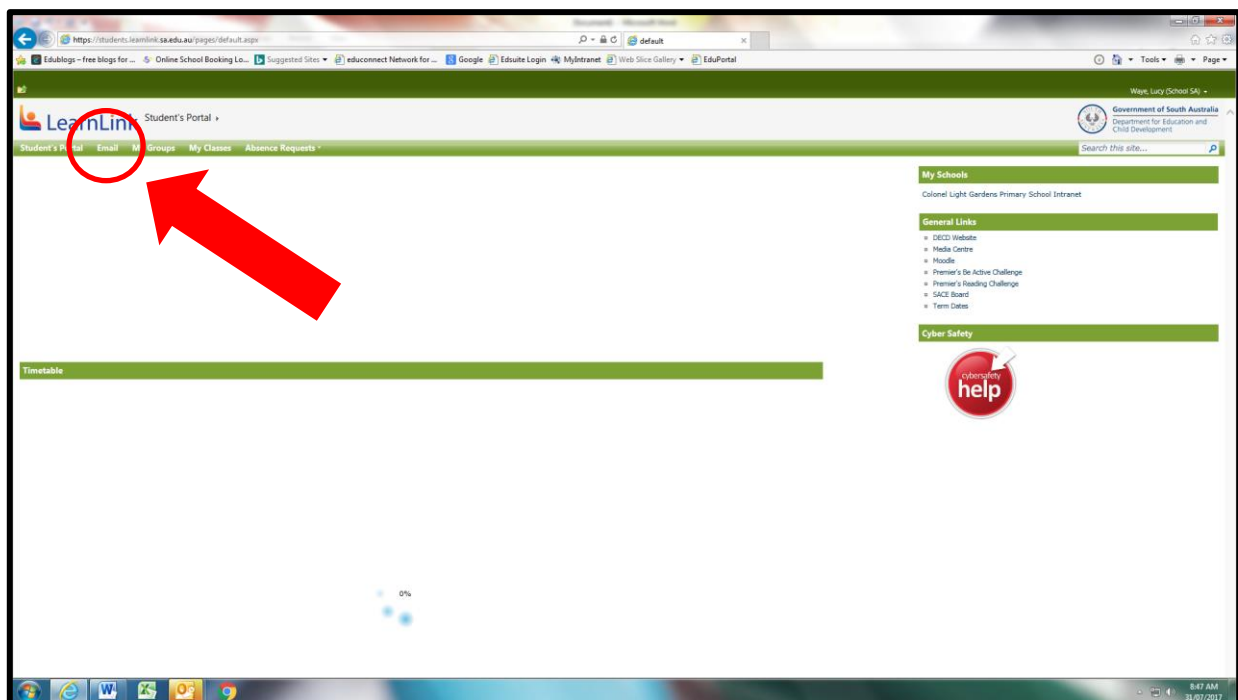 https://students.learnlink.sa.edu.au/pages/default.aspx
default
Edublogs – free blogs for ... Online School Booking Lo... Suggested Sites educonnect Network for ... Google Edsuite Login MyIntranet Web Slice Gallery EduPortal
Tools Page
Waye, Lucy (School SA)
LearnLink Student's Portal
Government of South Australia
Department for Education and
Child Development
Student's Portal Email My Groups My Classes Absence Requests
Search this site...
My Schools
Colonel Light Gardens Primary School Intranet
General Links
DECD Website
Media Centre
Moodle
Premier's Be Active Challenge
Premier's Reading Challenge
SACE Board
Term Dates
Cyber Safety
cybersafety
help
Timetable
0%
8:47 AM
31/07/2017